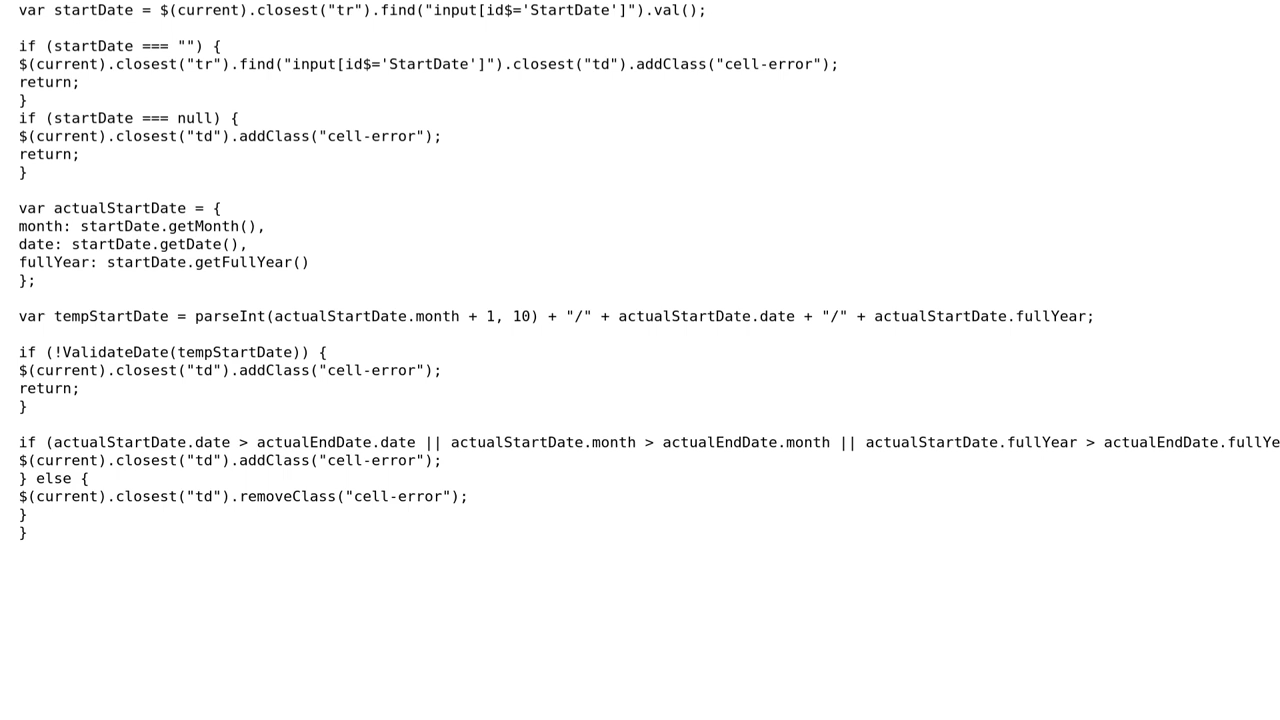 var startDate = $(current).closest("tr").find("input[id$='StartDate']").val();

if (startDate === "") {
$(current).closest("tr").find("input[id$='StartDate']").closest("td").addClass("cell-error");
return;
}
if (startDate === null) {
$(current).closest("td").addClass("cell-error");
return;
}

var actualStartDate = {
month: startDate.getMonth(),
date: startDate.getDate(),
fullYear: startDate.getFullYear()
};

var tempStartDate = parseInt(actualStartDate.month + 1, 10) + "/" + actualStartDate.date + "/" + actualStartDate.fullYear;

if (!ValidateDate(tempStartDate)) {
$(current).closest("td").addClass("cell-error");
return;
}

if (actualStartDate.date > actualEndDate.date || actualStartDate.month > actualEndDate.month || actualStartDate.fullYear > actualEndDate.fullYe
$(current).closest("td").addClass("cell-error");
} else {
$(current).closest("td").removeClass("cell-error");
}
}